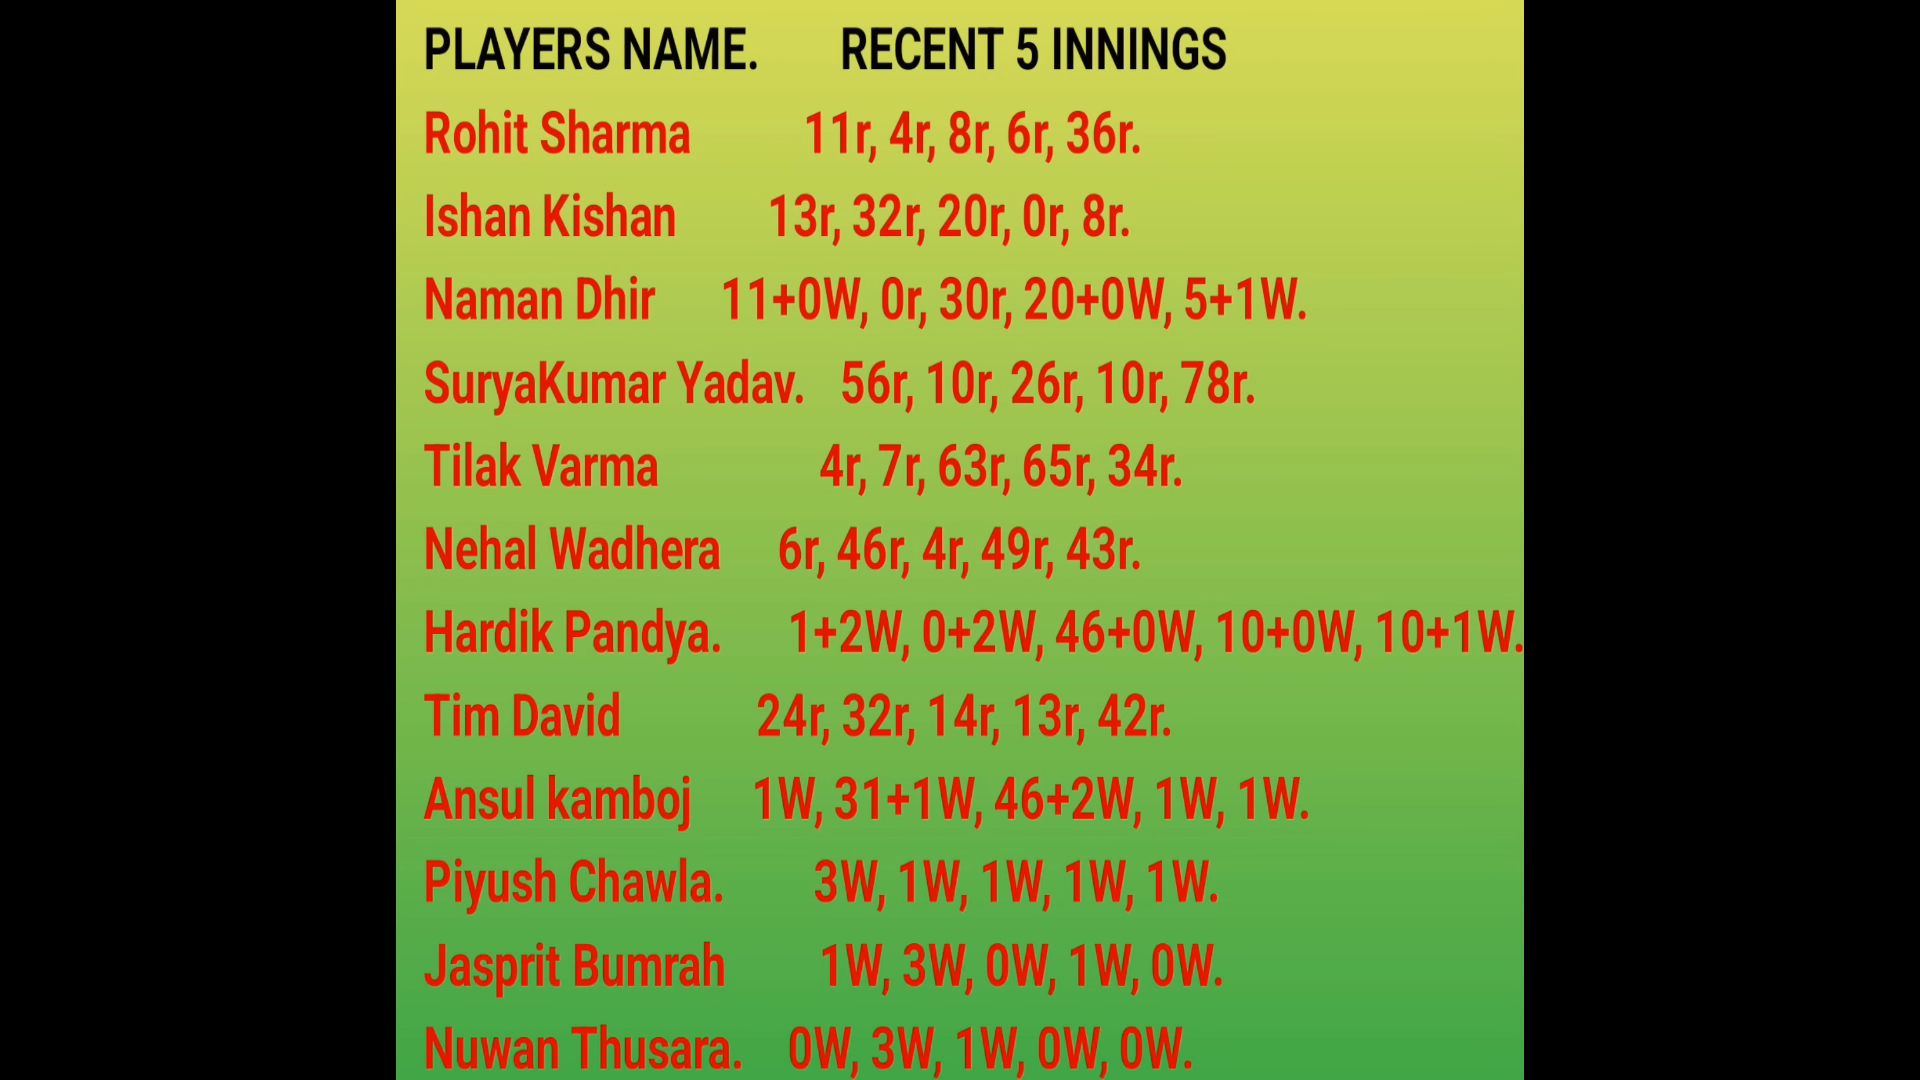 PLAYERS NAME. RECENT 5 INNINGS
Rohit Sharma 11r, 4r, 8r, 6r, 36r.
Ishan Kishan 13r, 32r, 20r, 0r, 8r.
Naman Dhir 11+0W, 0r, 30r, 20+0W, 5+1W.
SuryaKumar Yadav. 56r, 10r, 26r, 10r, 78r.
Tilak Varma 4r, 7r, 63r, 65r, 34r.
Nehal Wadhera 6r, 46r, 4r, 49r, 43r.
Hardik Pandya. 1+2W, 0+2W, 46+0W, 10+0W, 10+1W.
Tim David 24r, 32r, 14r, 13r, 42r.
Ansul kamboj 1W, 31+1W, 46+2W, 1W, 1W.
Piyush Chawla. 3W, 1W, 1W, 1W, 1W.
Jasprit Bumrah 1W, 3W, 0W, 1W, 0W.
Nuwan Thusara. 0W, 3W, 1W, 0W, 0W.